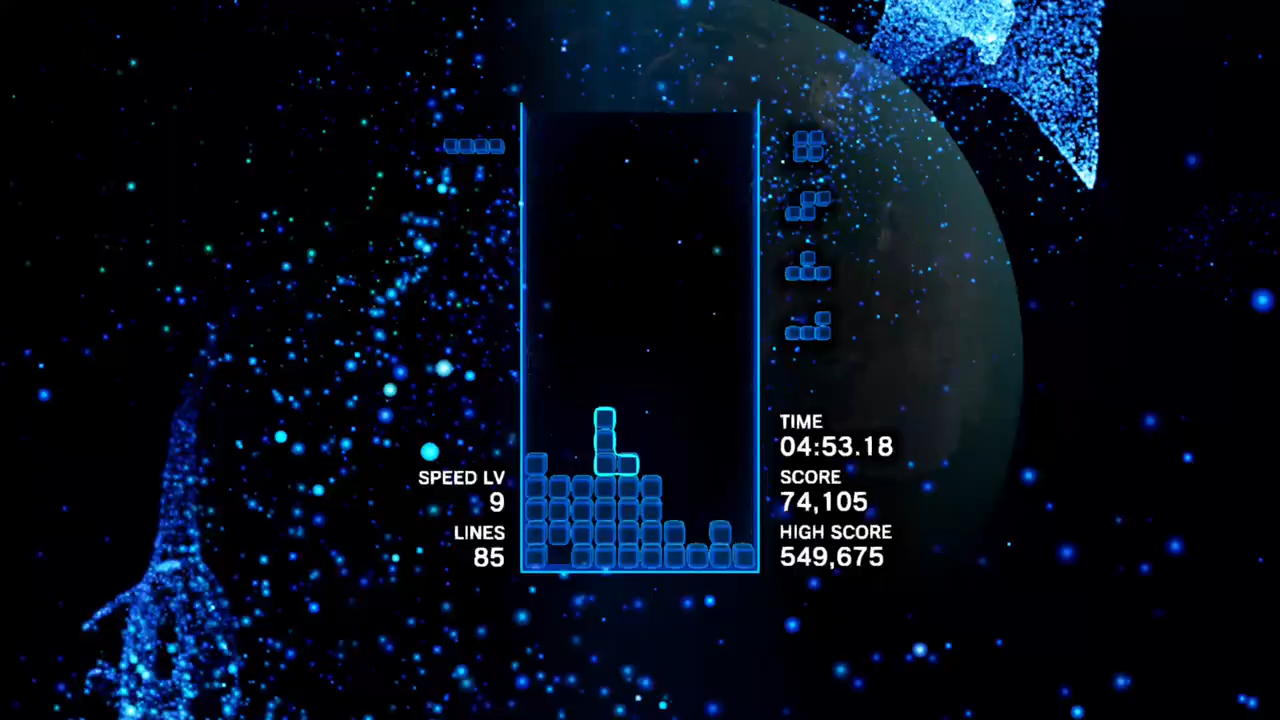 SPEED LV
9
LINES
85
TIME
04:53.18
SCORE
74,105
HIGH SCORE
549,675